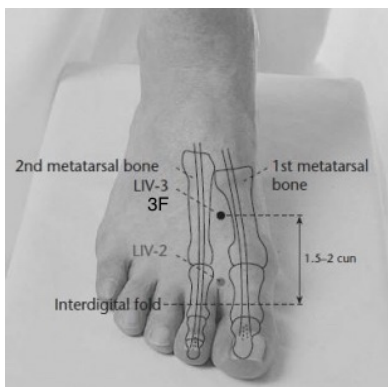 2nd metatarsal bone
LIV-3
3F
1st metatarsal
bone
LIV-2
1.5–2 cun
Interdigital fold